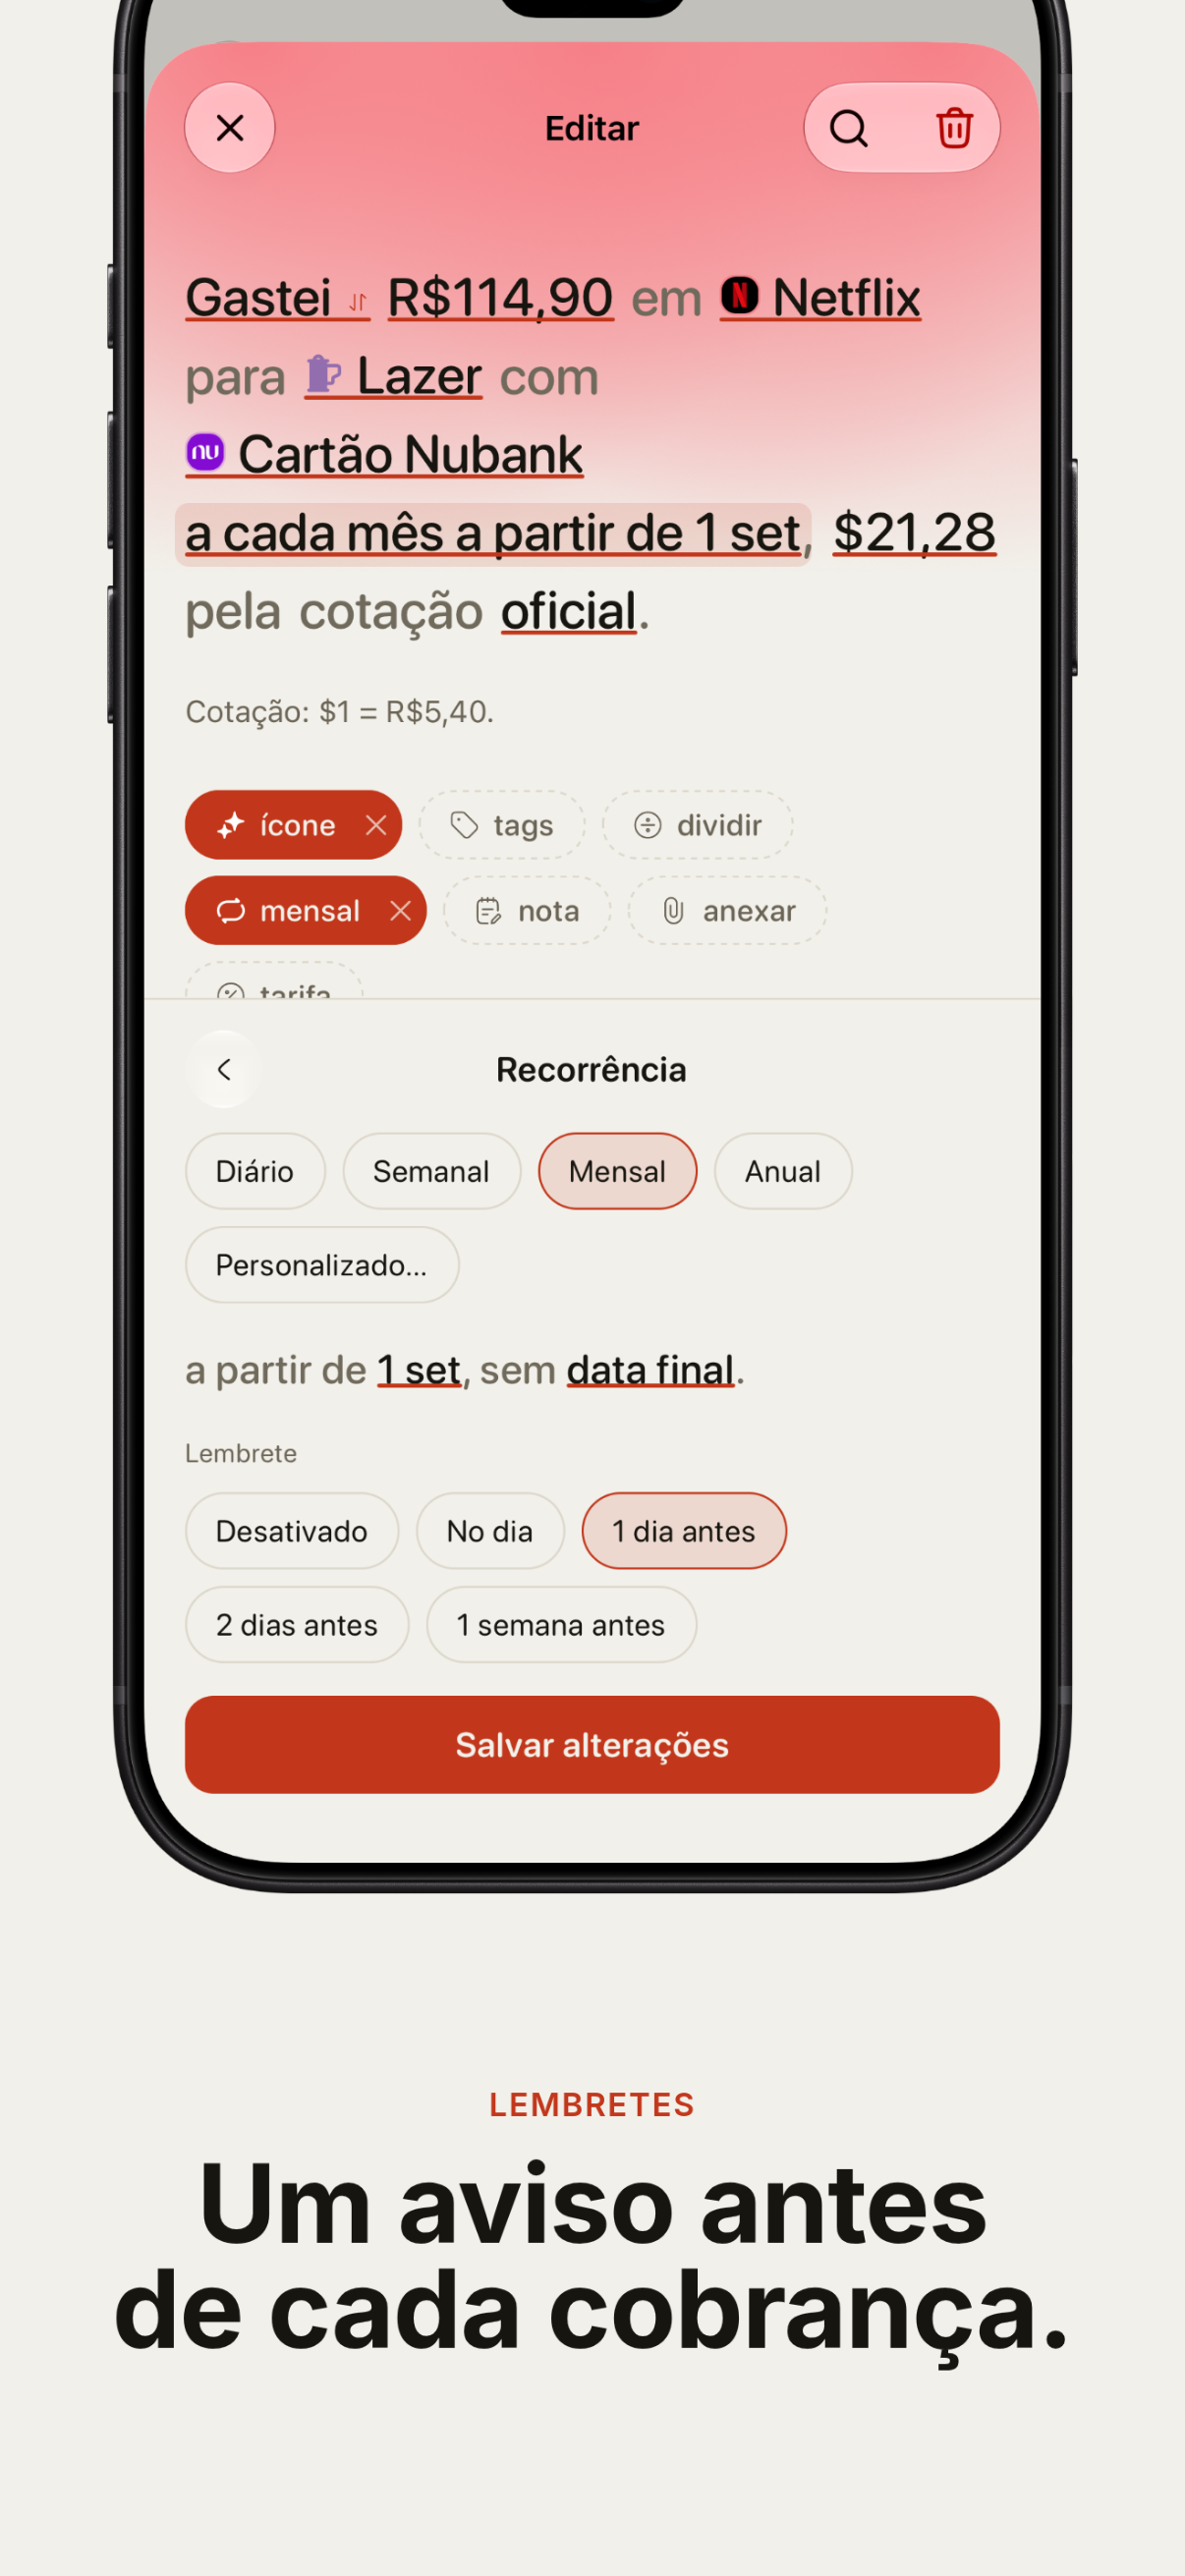 Editar
Gastei R$114,90 em Netflix
para Lazer com
nu Cartão Nubank
a cada mês a partir de 1 set, $21,28
pela cotação oficial.
Cotação: $1 = R$5,40.
ícone tags dividir
mensal nota anexar
tarifa
Recorrência
Diário Semanal Mensal Anual
Personalizado...
a partir de 1 set, sem data final.
Lembrete
Desativado No dia 1 dia antes
2 dias antes 1 semana antes
Salvar alterações
LEMBRETES
Um aviso antes
de cada cobrança.